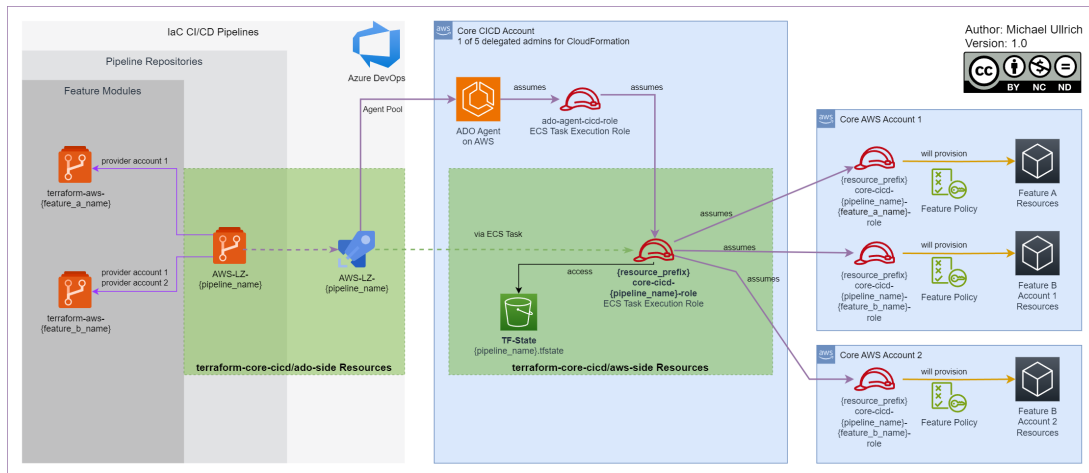 IaC CI/CD Pipelines
Pipeline Repositories
Feature Modules
Azure DevOps
provider account 1
terraform-aws-
{feature_a_name}
provider account 1
provider account 2
terraform-aws-
{feature_b_name}
AWS-LZ-
{pipeline_name}
AWS-LZ-
{pipeline_name}
Agent Pool
terraform-core-cicd/ado-side Resources
aws
Core CICD Account
1 of 5 delegated admins for CloudFormation
ADO Agent
on AWS
assumes
ado-agent-cicd-role
ECS Task Execution Role
assumes
via ECS Task
access
{resource_prefix}
core-cicd-
{pipeline_name}-role
ECS Task Execution Role
TF-State
{pipeline_name}.tfstate
terraform-core-cicd/aws-side Resources
assumes
assumes
assumes
Author: Michael Ullrich
Version: 1.0
cc
BY NC ND
aws
Core AWS Account 1
{resource_prefix}
core-cicd-
{pipeline_name}-
{feature_a_name}-
role
will provision
Feature Policy
Feature A
Resources
{resource_prefix}
core-cicd-
{pipeline_name}-
{feature_b_name}-
role
will provision
Feature Policy
Feature B
Account 1
Resources
aws
Core AWS Account 2
{resource_prefix}
core-cicd-
{pipeline_name}-
{feature_b_name}-
role
will provision
Feature Policy
Feature B
Account 2
Resources